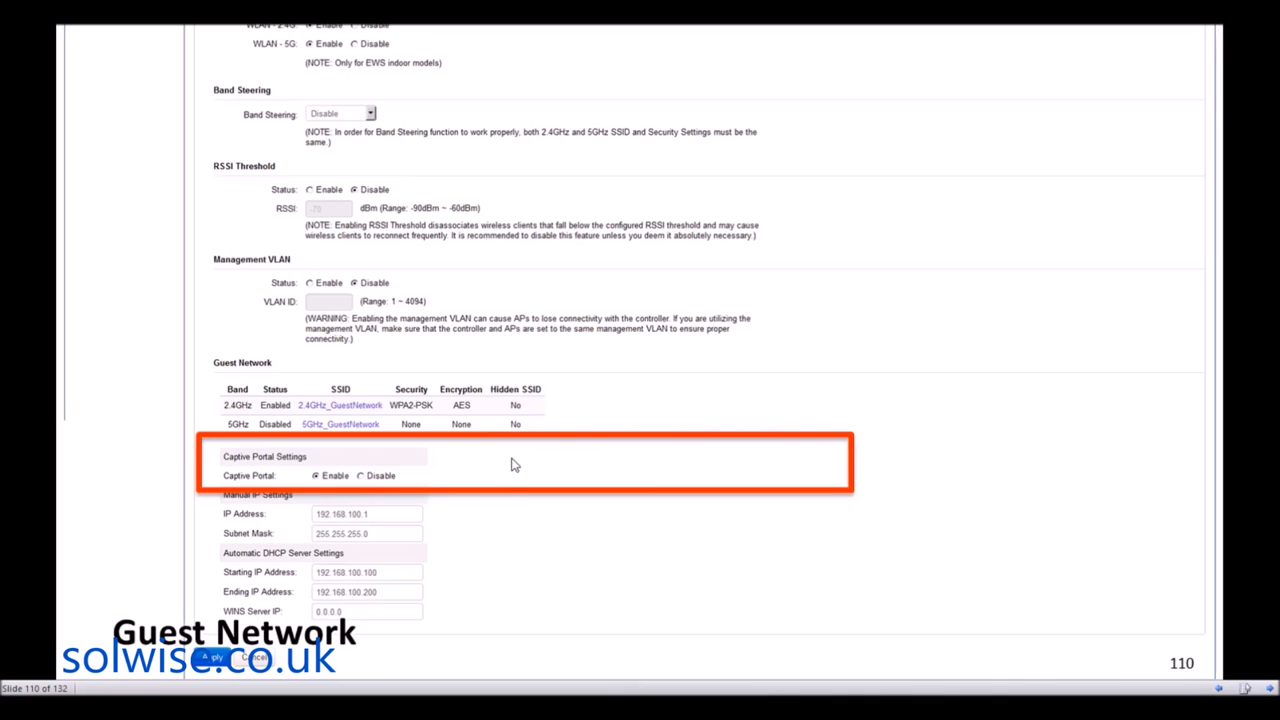 WLAN - 2.4G: Enable Disable
WLAN - 5G: Enable Disable
(NOTE: Only for EWS indoor models)
Band Steering
Band Steering: Disable
(NOTE: In order for Band Steering function to work properly, both 2.4GHz and 5GHz SSID and Security Settings must be the
same.)
RSSI Threshold
Status: Enable Disable
RSSI: -70 dBm (Range: -90dBm ~ -60dBm)
(NOTE: Enabling RSSI Threshold disassociates wireless clients that fall below the configured RSSI threshold and may cause
wireless clients to reconnect frequently. It is recommended to disable this feature unless you deem it absolutely necessary.)
Management VLAN
Status: Enable Disable
VLAN ID: (Range: 1 ~ 4094)
(WARNING: Enabling the management VLAN can cause APs to lose connectivity with the controller. If you are utilizing the
management VLAN, make sure that the controller and APs are set to the same management VLAN to ensure proper
connectivity.)
Guest Network
Band Status SSID Security Encryption Hidden SSID
2.4GHz Enabled 2.4GHz_GuestNetwork WPA2-PSK AES No
5GHz Disabled 5GHz_GuestNetwork None None No
Captive Portal Settings
Captive Portal: Enable Disable
Manual IP Settings
IP Address: 192.168.100.1
Subnet Mask: 255.255.255.0
Automatic DHCP Server Settings
Starting IP Address: 192.168.100.100
Ending IP Address: 192.168.100.200
WINS Server IP: 0.0.0.0
Guest Network
solwise.co.uk
Apply Cancel
110
Slide 110 of 132